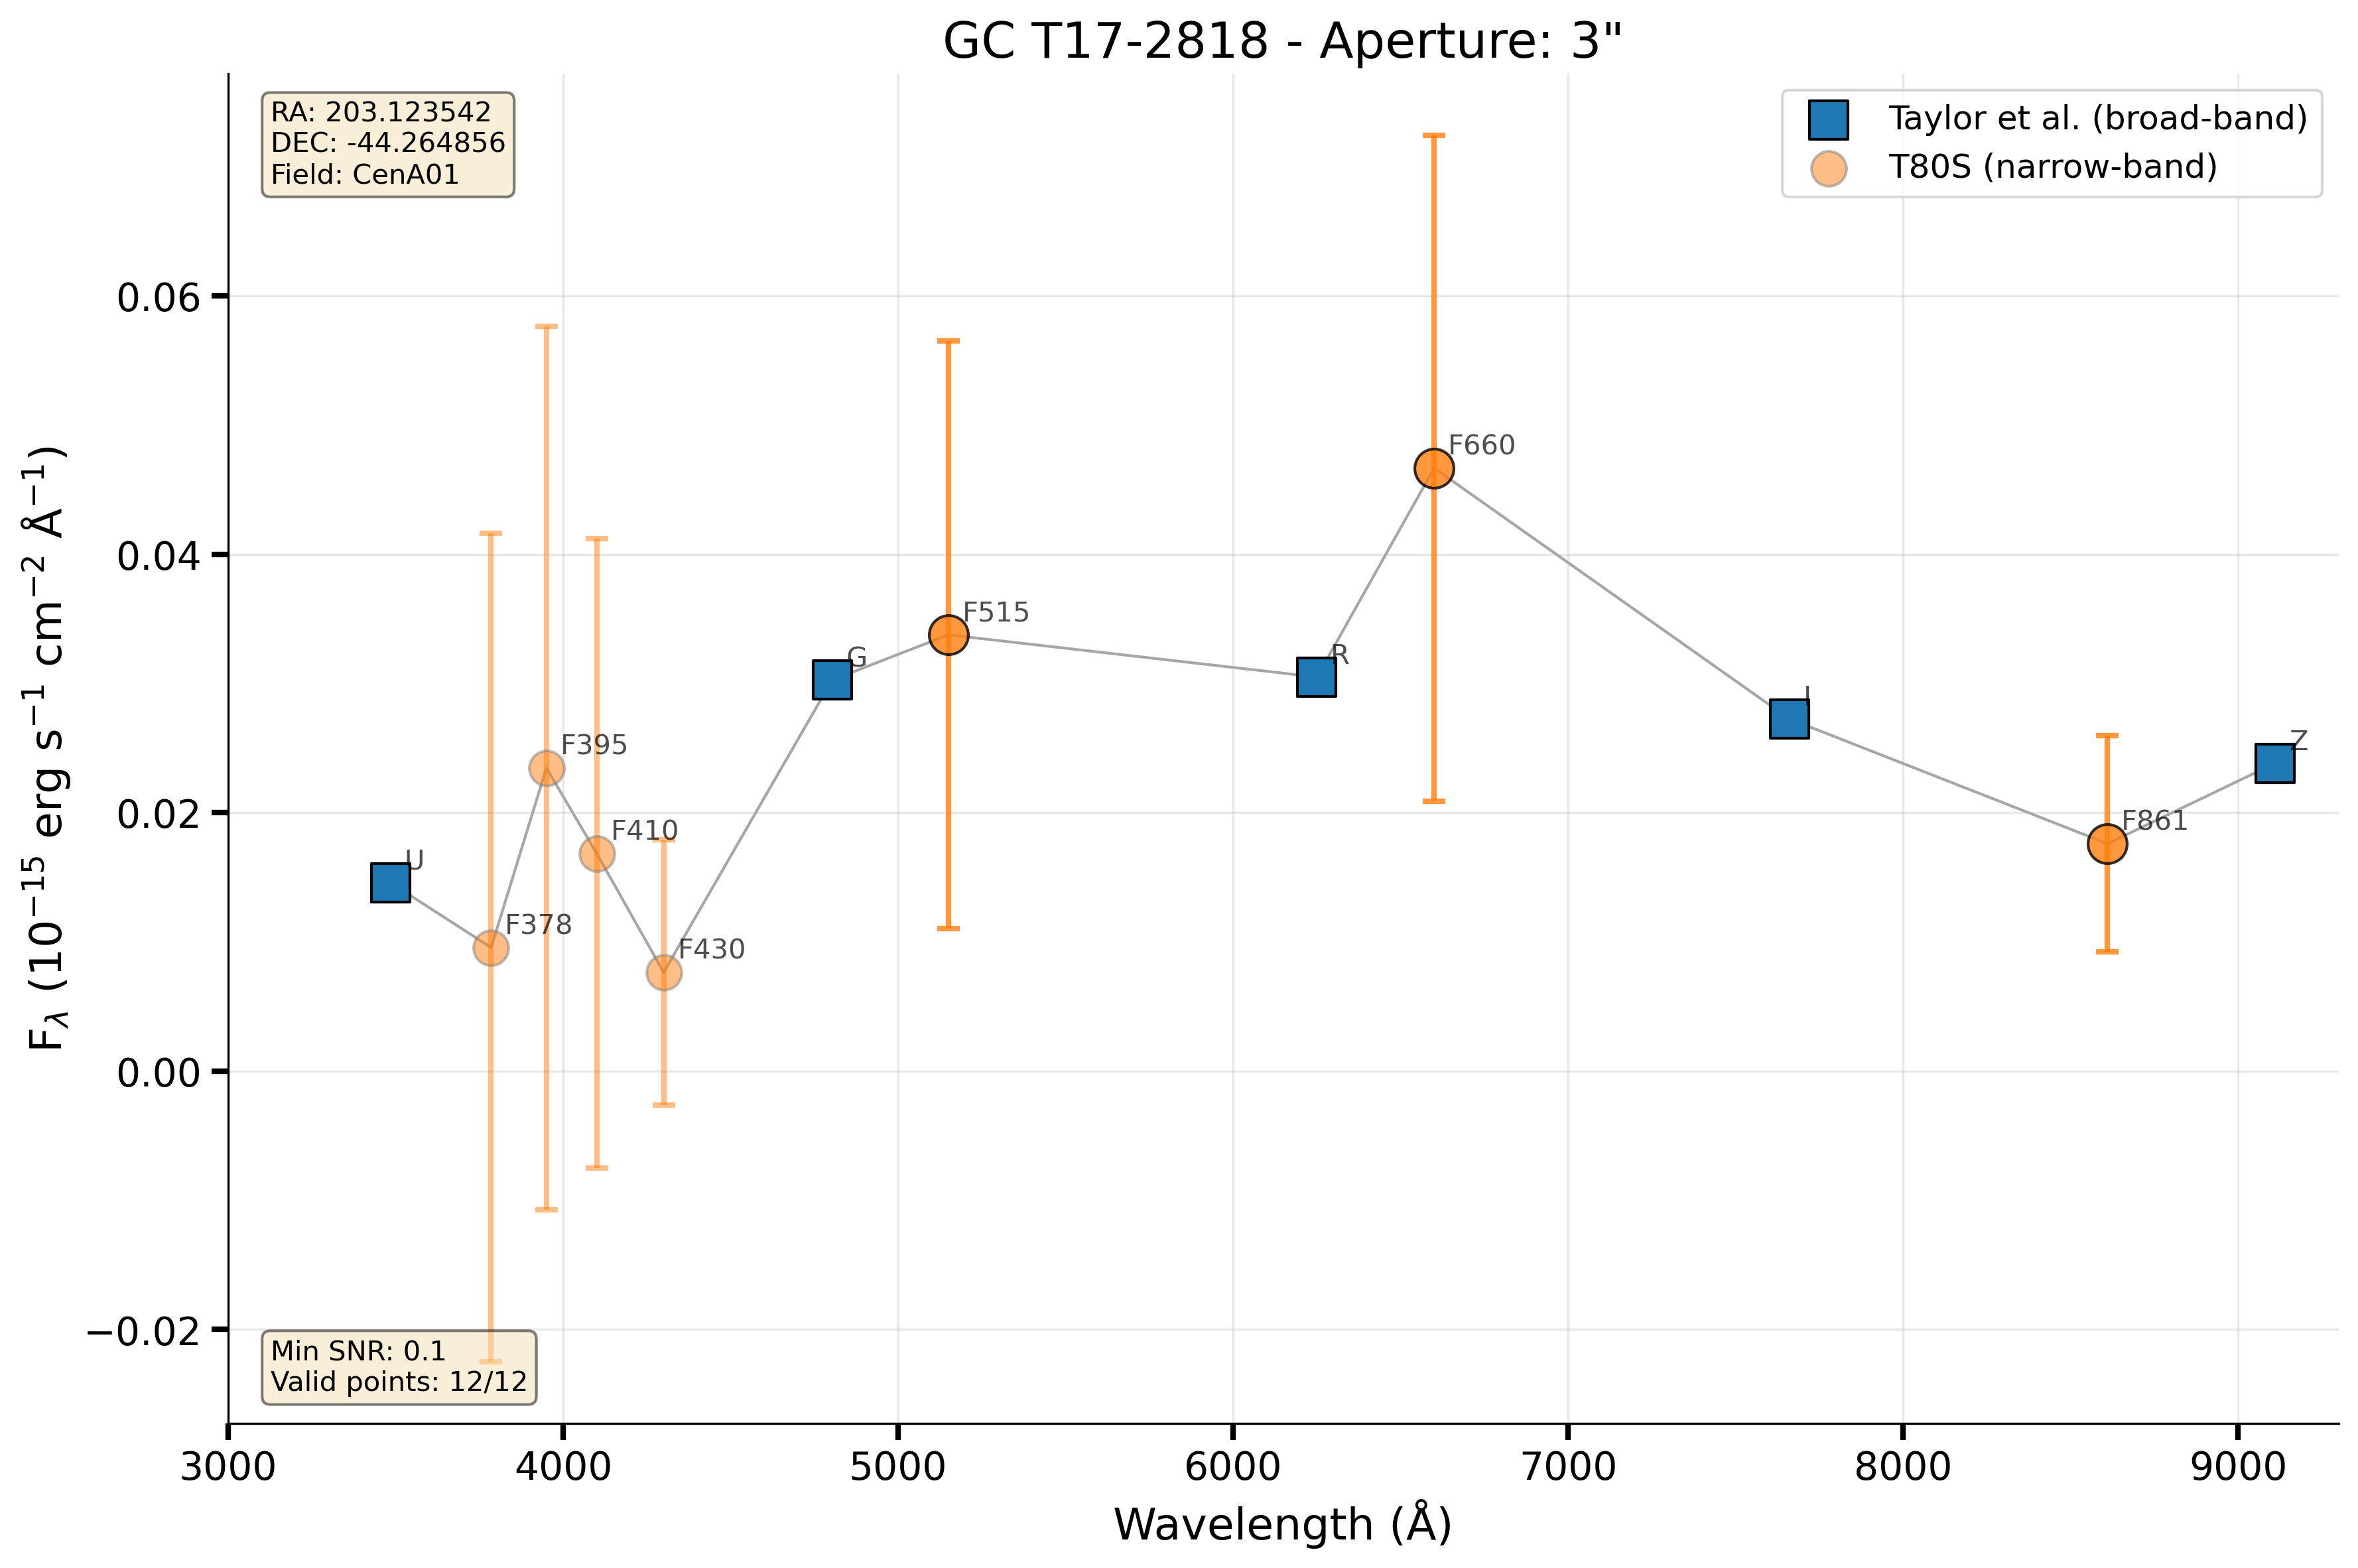 GC T17-2818 - Aperture: 3"
RA: 203.123542
DEC: -44.264856
Field: CenA01
Taylor et al. (broad-band)
T80S (narrow-band)
F660
F515
G
R
I
F395
Z
F410
F861
U
F378
F430
0.06
0.04
0.02
0.00
−0.02
F_λ (10⁻¹⁵ erg s⁻¹ cm⁻² Å⁻¹)
Min SNR: 0.1
Valid points: 12/12
3000 4000 5000 6000 7000 8000 9000
Wavelength (Å)